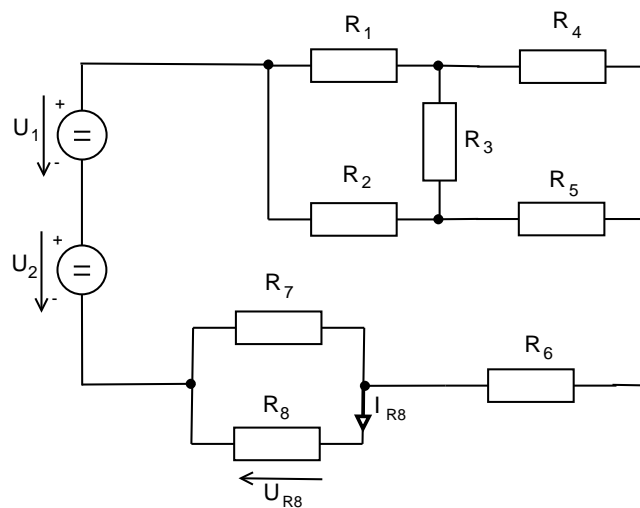 R1
R4
+
U1
=
-
R3
R2
R5
+
U2
=
-
R7
R6
R8
IR8
UR8